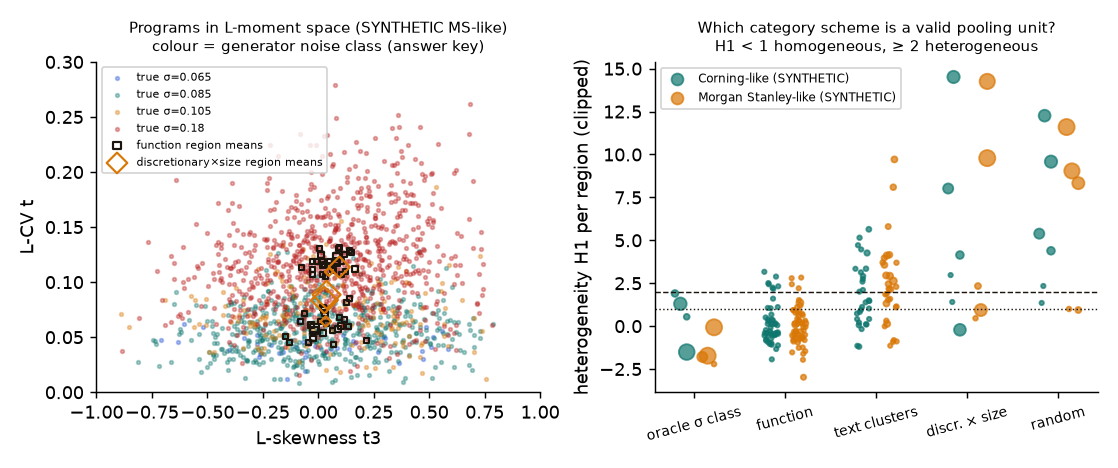 Programs in L-moment space (SYNTHETIC MS-like)
colour = generator noise class (answer key)
0.30
0.25
0.20
0.15
0.10
0.05
0.00
L-CV t
true σ=0.065
true σ=0.085
true σ=0.105
true σ=0.18
function region means
discretionary×size region means
−1.00 −0.75 −0.50 −0.25 0.00 0.25 0.50 0.75 1.00
L-skewness t3
Which category scheme is a valid pooling unit?
H1 < 1 homogeneous, ≥ 2 heterogeneous
15.0
12.5
10.0
7.5
5.0
2.5
0.0
−2.5
heterogeneity H1 per region (clipped)
Corning-like (SYNTHETIC)
Morgan Stanley-like (SYNTHETIC)
oracle σ class
function
text clusters
discr. × size
random